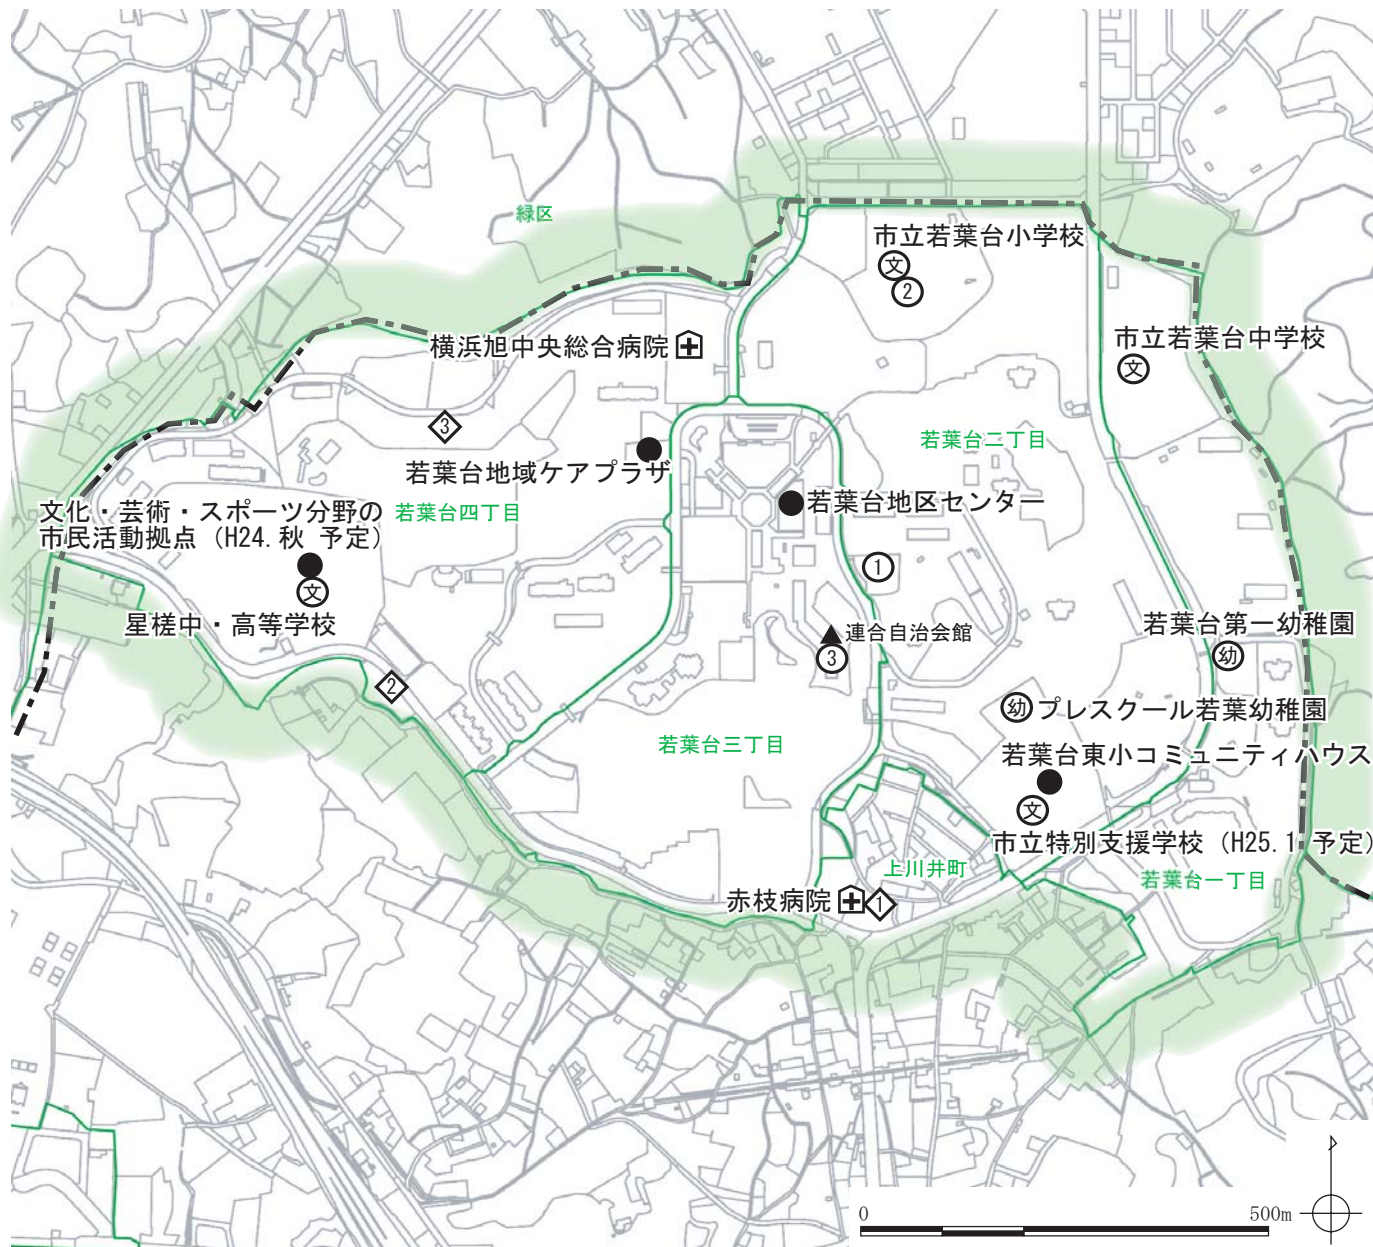 緑区
市立若葉台小学校
文
2
市立若葉台中学校
文
横浜旭中央総合病院
3
若葉台二丁目
若葉台地域ケアプラザ
若葉台地区センター
文化・芸術・スポーツ分野の
市民活動拠点（H24.秋 予定）
若葉台四丁目
文
1
星槎中・高等学校
連合自治会館
3
若葉台第一幼稚園
幼
2
幼 プレスクール若葉幼稚園
若葉台三丁目
若葉台東小コミュニティハウス
文
市立特別支援学校（H25.1 予定）
上川井町
若葉台一丁目
赤枝病院
1
0 500m